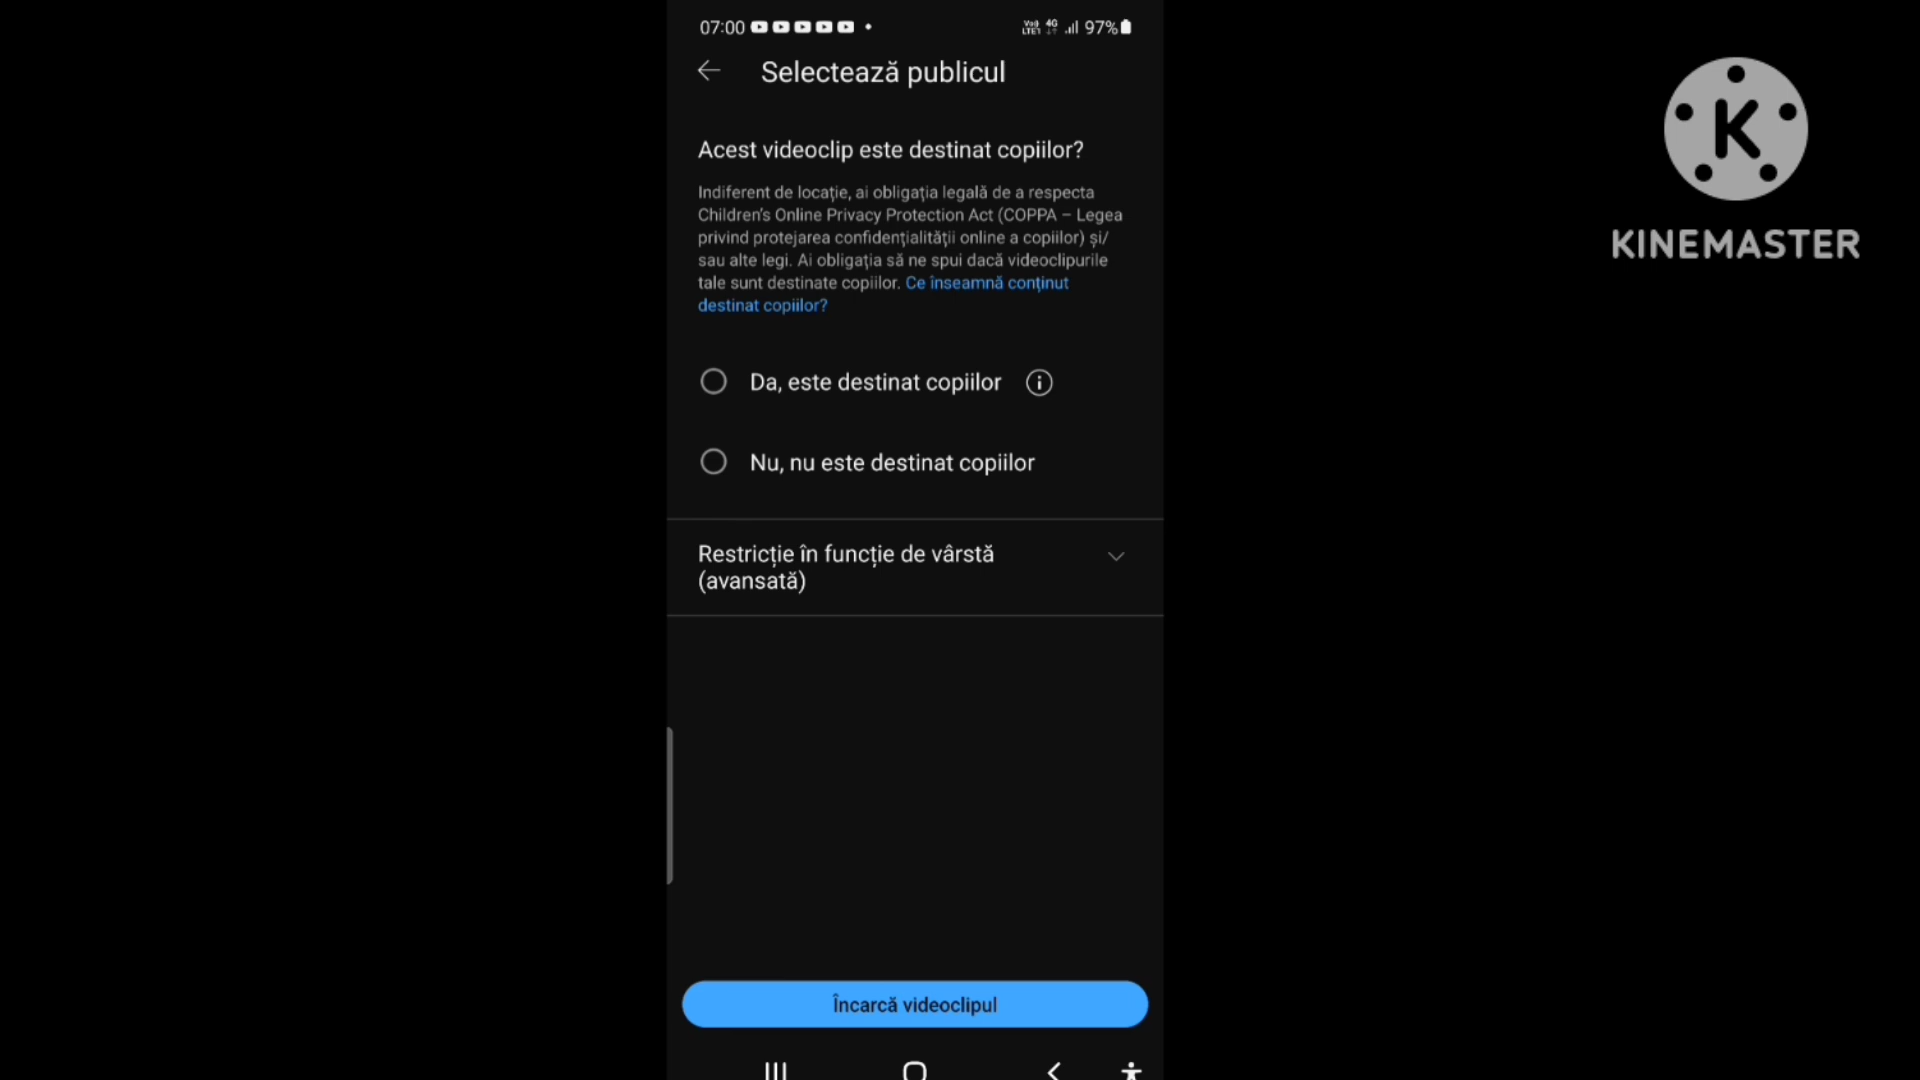 07:00 97%
Selectează publicul
Acest videoclip este destinat copiilor?
Indiferent de locație, ai obligația legală de a respecta
Children's Online Privacy Protection Act (COPPA – Legea
privind protejarea confidențialității online a copiilor) și/
sau alte legi. Ai obligația să ne spui dacă videoclipurile
tale sunt destinate copiilor. Ce înseamnă conținut
destinat copiilor?
Da, este destinat copiilor
Nu, nu este destinat copiilor
Restricție în funcție de vârstă
(avansată)
Încarcă videoclipul
K
KINEMASTER